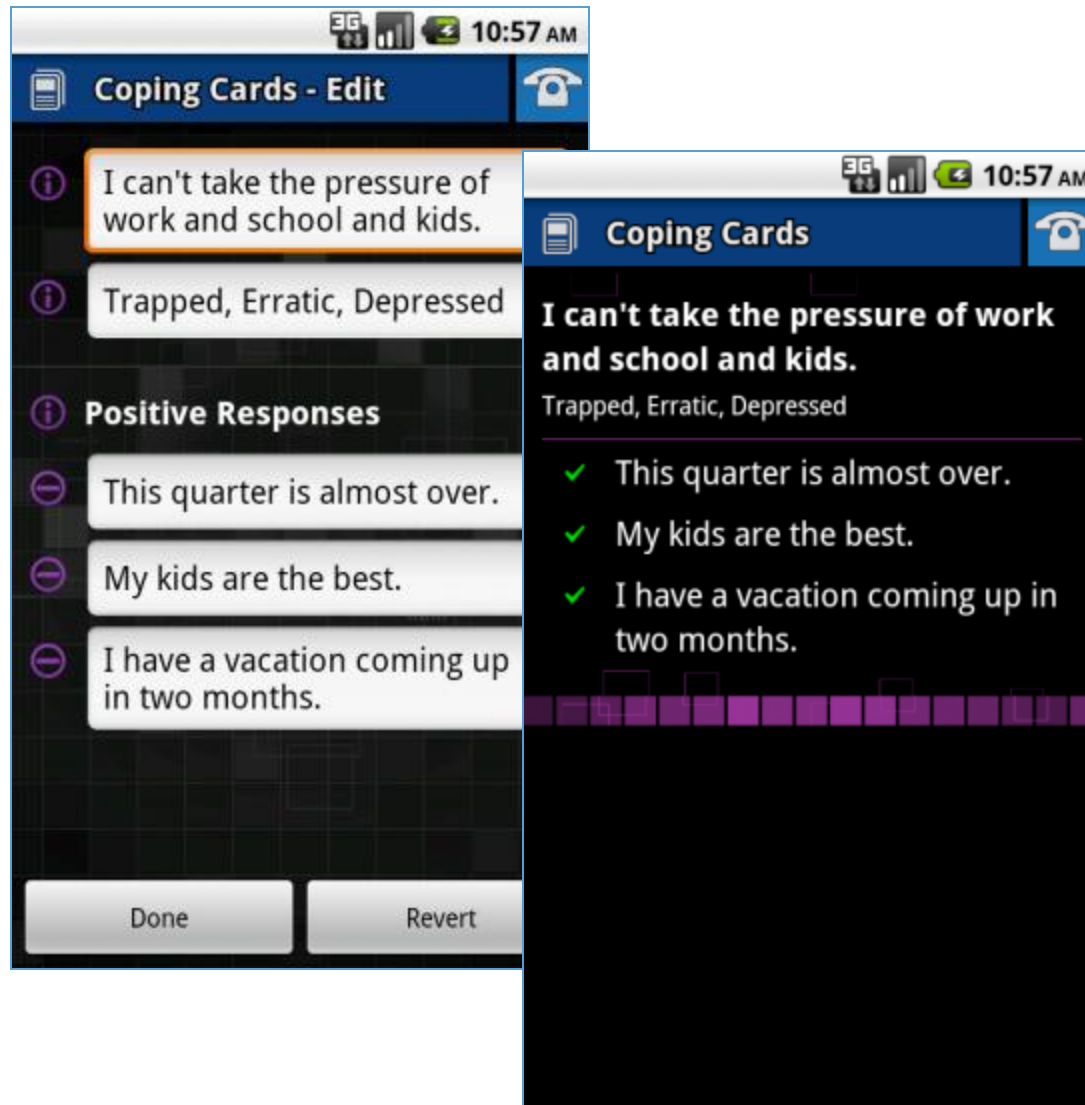 3G 10:57 AM
Coping Cards - Edit
I can't take the pressure of
work and school and kids.
Trapped, Erratic, Depressed
Positive Responses
This quarter is almost over.
My kids are the best.
I have a vacation coming up
in two months.
Done
Revert
3G 10:57 AM
Coping Cards
I can't take the pressure of work
and school and kids.
Trapped, Erratic, Depressed
This quarter is almost over.
My kids are the best.
I have a vacation coming up in
two months.